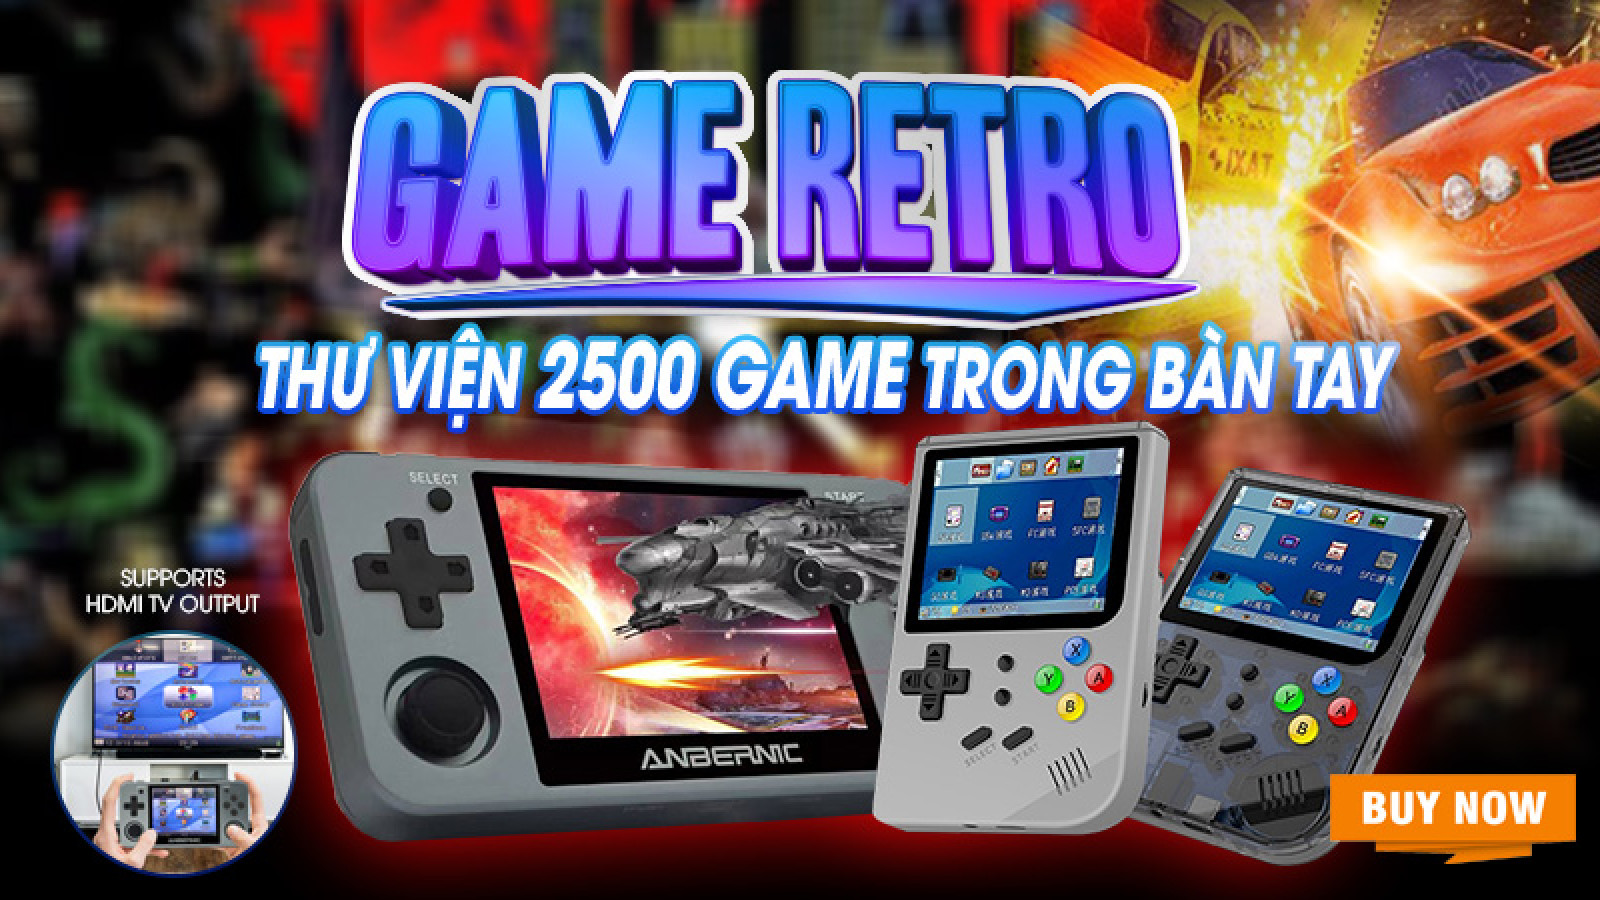 GAME RETRO
THƯ VIỆN 2500 GAME TRONG BÀN TAY
SUPPORTS
HDMI TV OUTPUT
SELECT
START
ANBERNIC
X
Y
A
B
SELECT
START
X
Y
A
B
BUY NOW